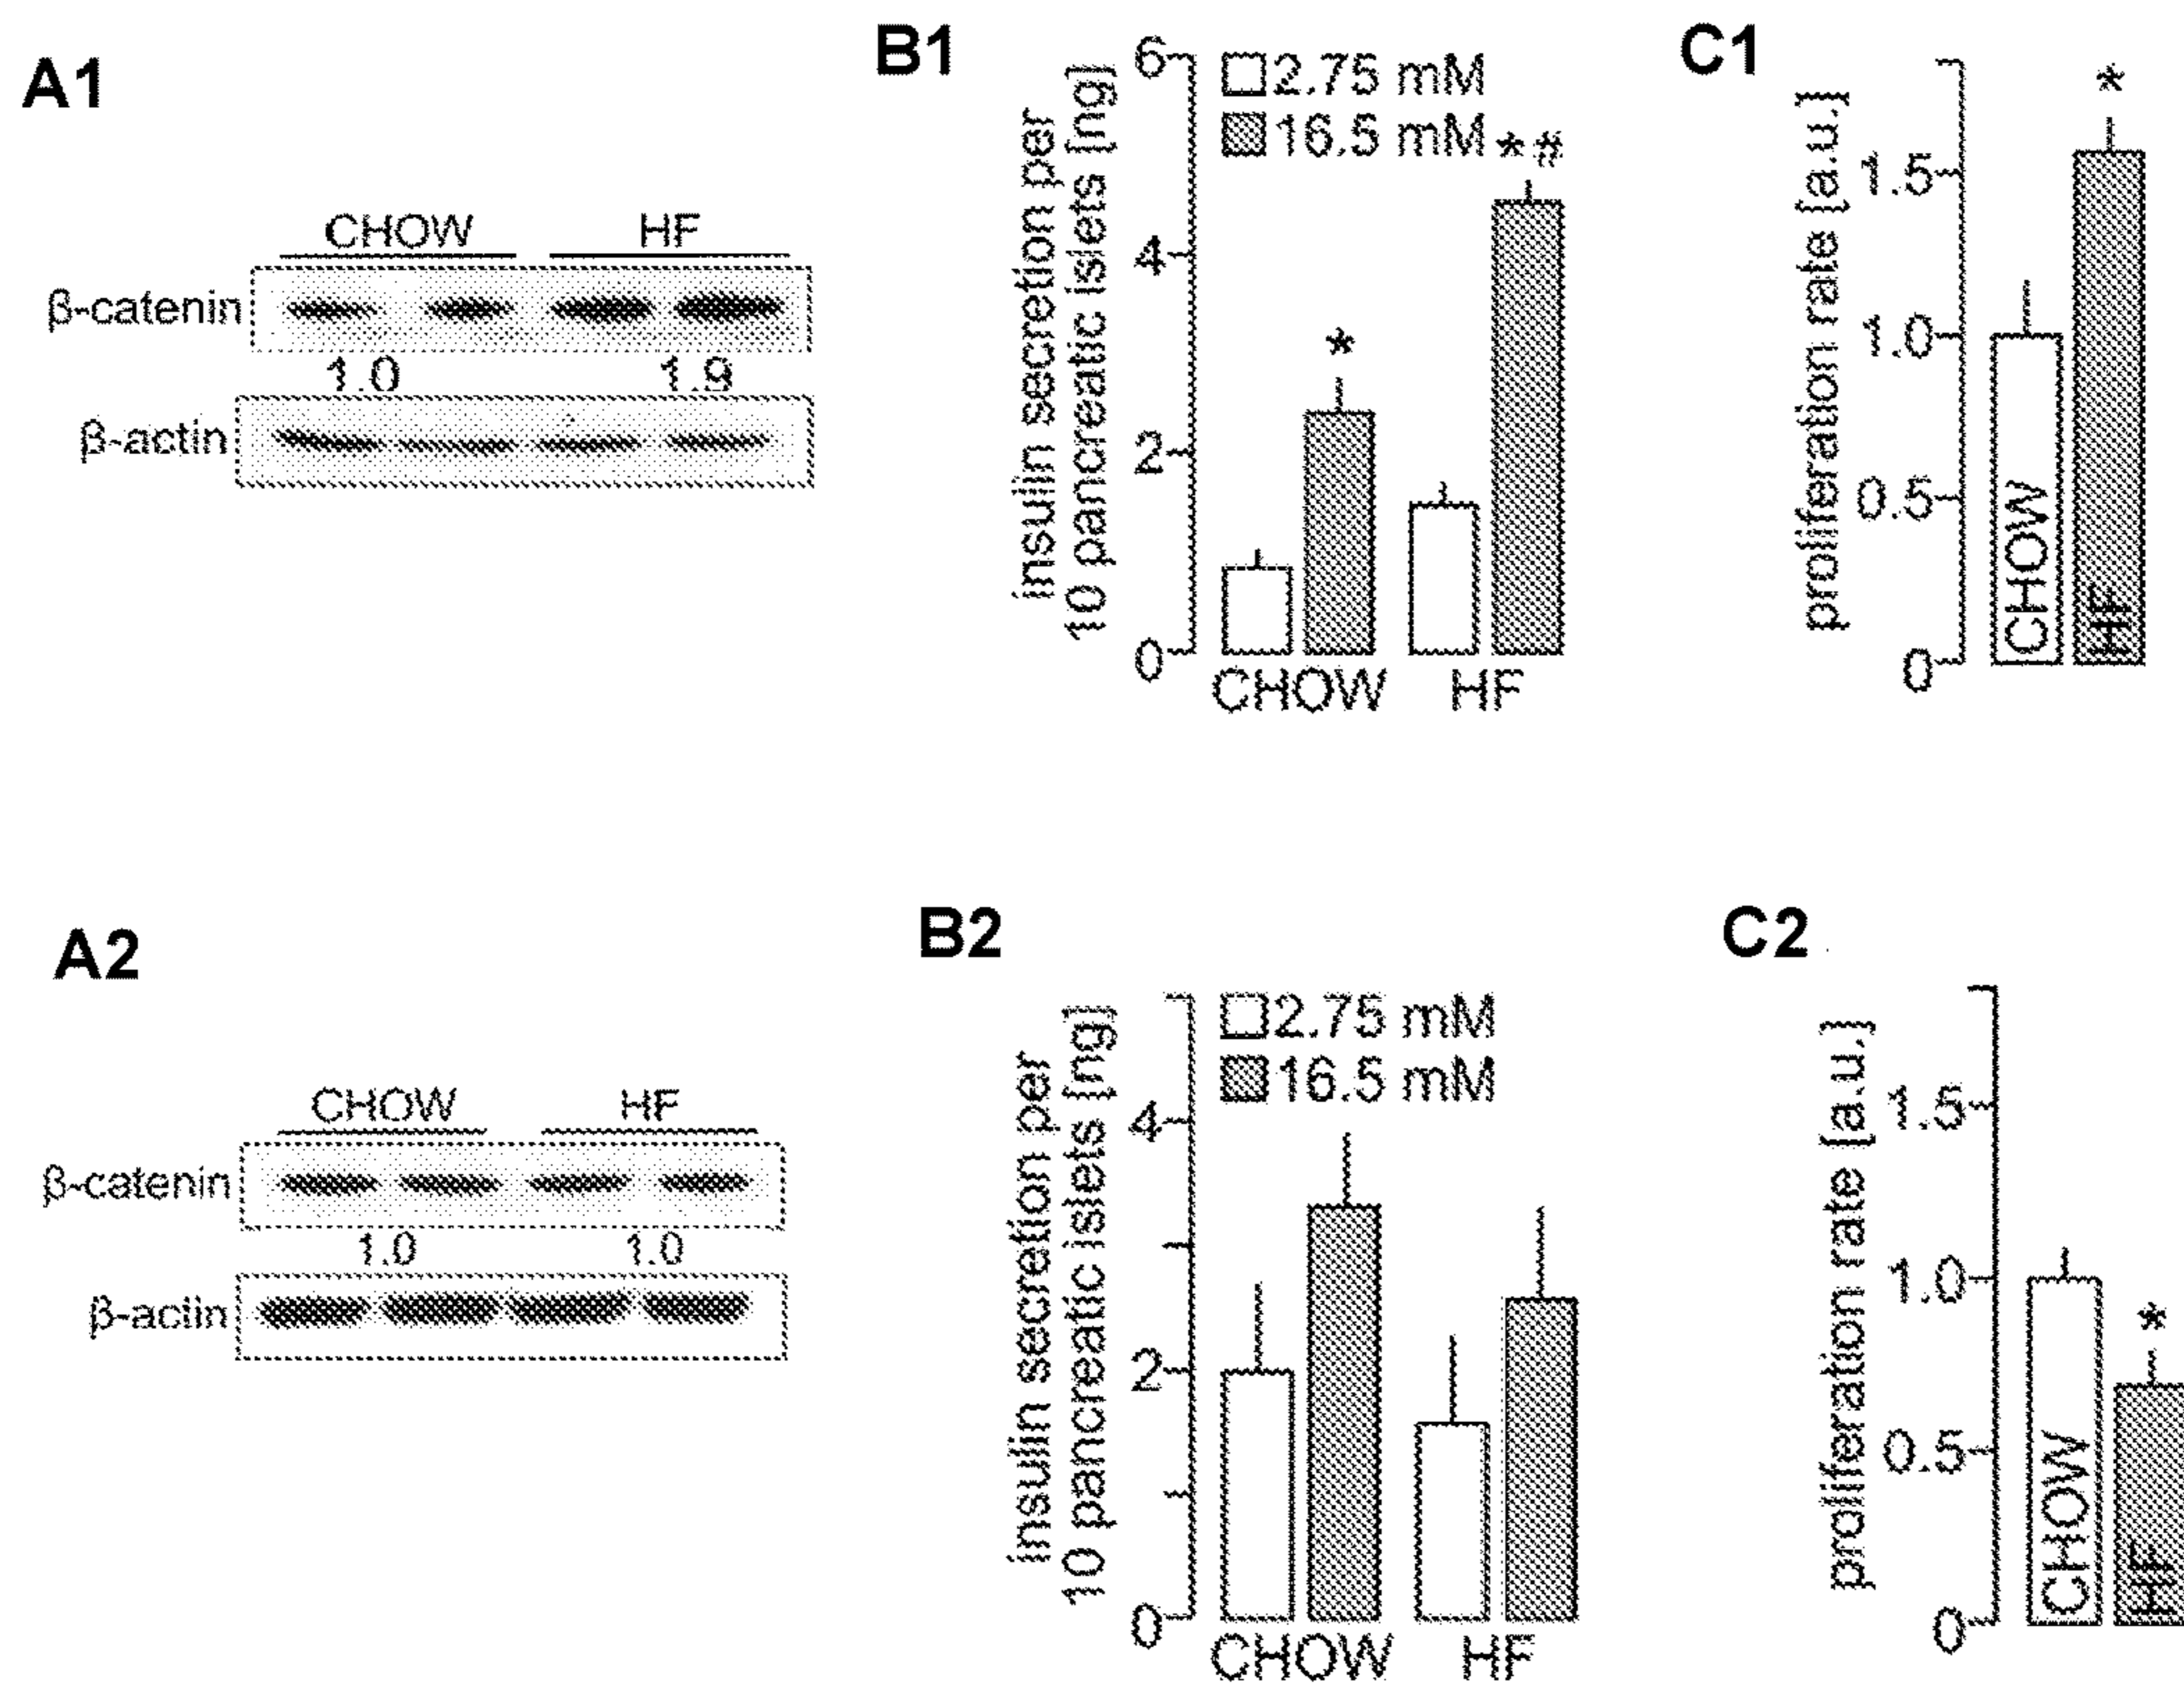 A1
CHOW HF
β-catenin
1.0 1.9
β-actin
B1
insulin secretion per
10 pancreatic islets [ng]
6
4
2
0
2.75 mM
16.5 mM
*
*#
CHOW HF
C1
proliferation rate [a.u.]
1.5
1.0
0.5
0
*
CHOW
HF
A2
CHOW HF
β-catenin
1.0 1.0
β-actin
B2
insulin secretion per
10 pancreatic islets [ng]
4
2
0
2.75 mM
16.5 mM
CHOW HF
C2
proliferation rate [a.u.]
1.5
1.0
0.5
0
*
CHOW
HF